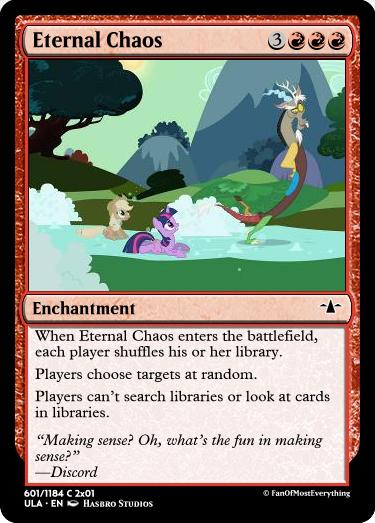 Eternal Chaos 3
Enchantment
When Eternal Chaos enters the battlefield,
each player shuffles his or her library.
Players choose targets at random.
Players can't search libraries or look at cards
in libraries.
"Making sense? Oh, what's the fun in making
sense?"
—Discord
601/1184 C 2x01
ULA · EN HASBRO STUDIOS
© FanOfMostEverything